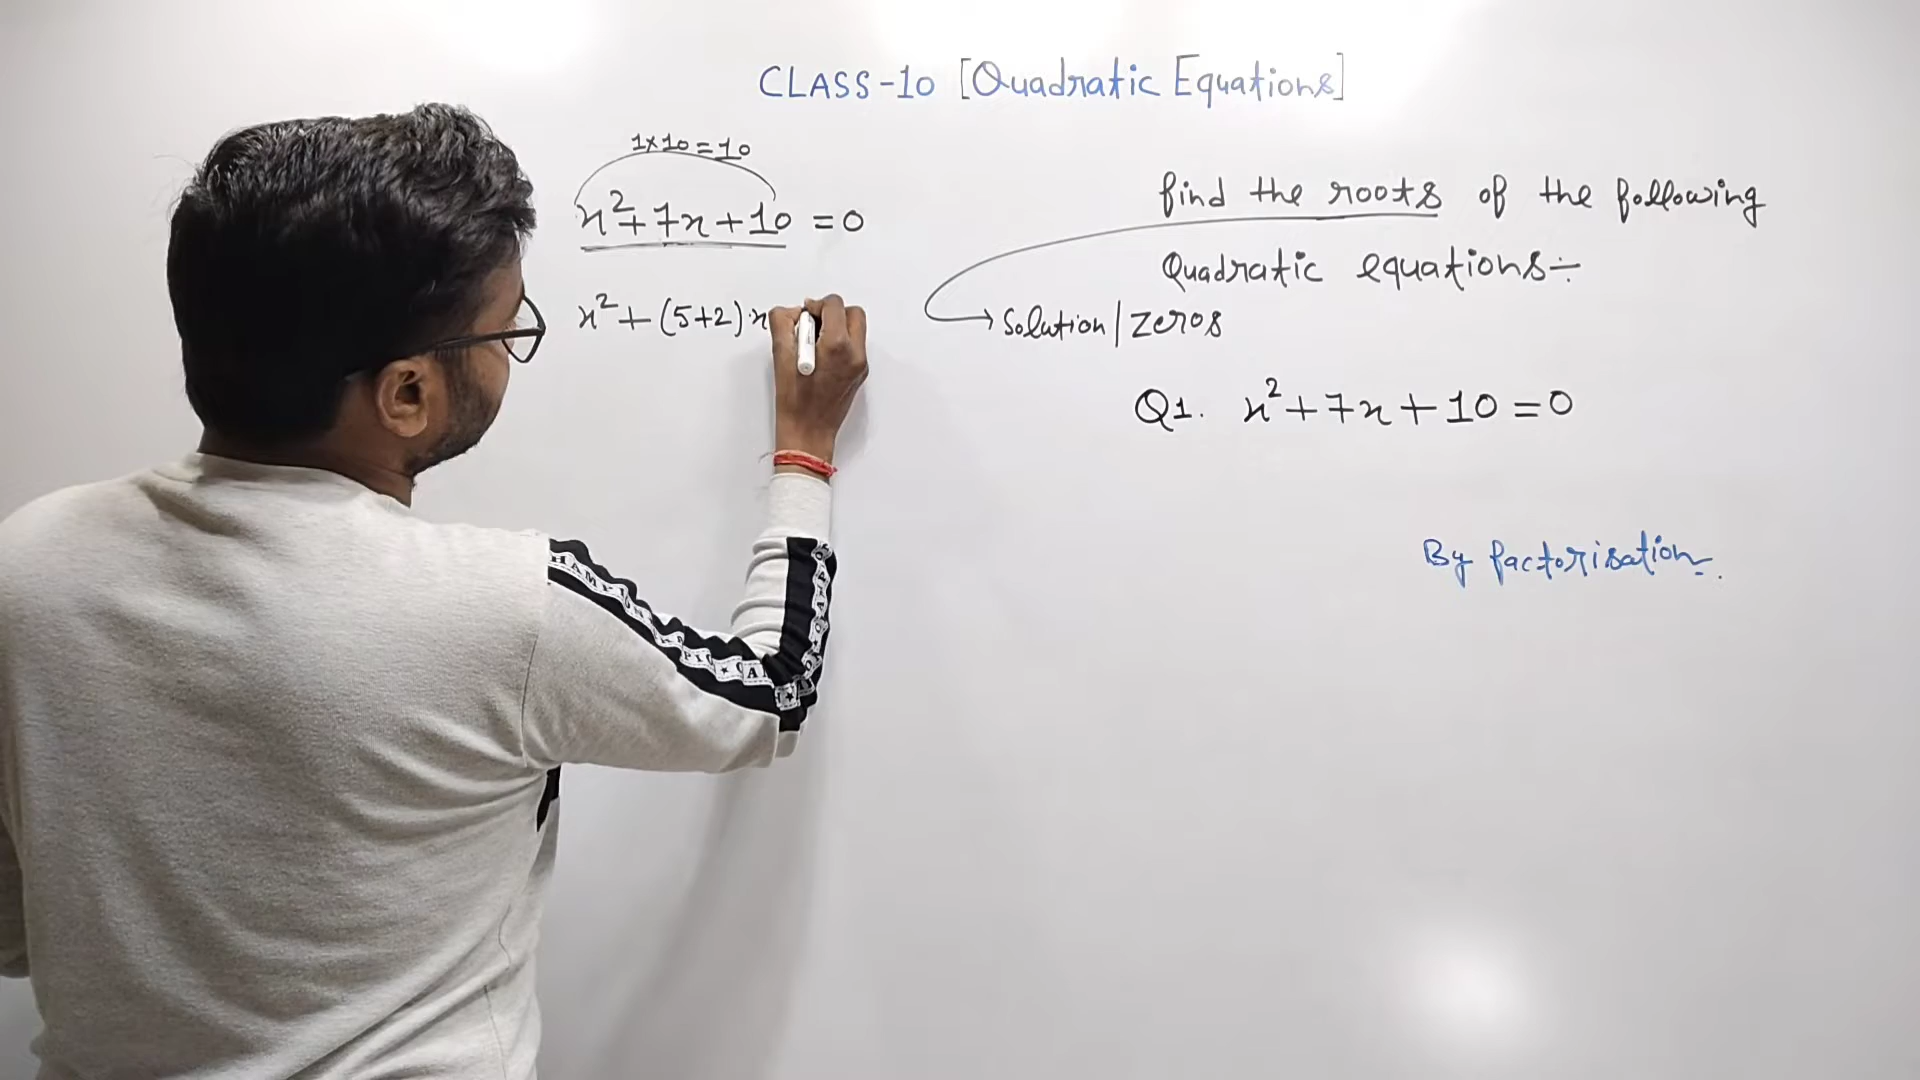 CLASS-10 [Quadratic Equations]
1×10=10
x²+7x+10=0
x²+(5+2)·x
find the roots of the following
Quadratic equations÷
→ Solution/Zeros
Q1. x²+7x+10=0
By factorisation